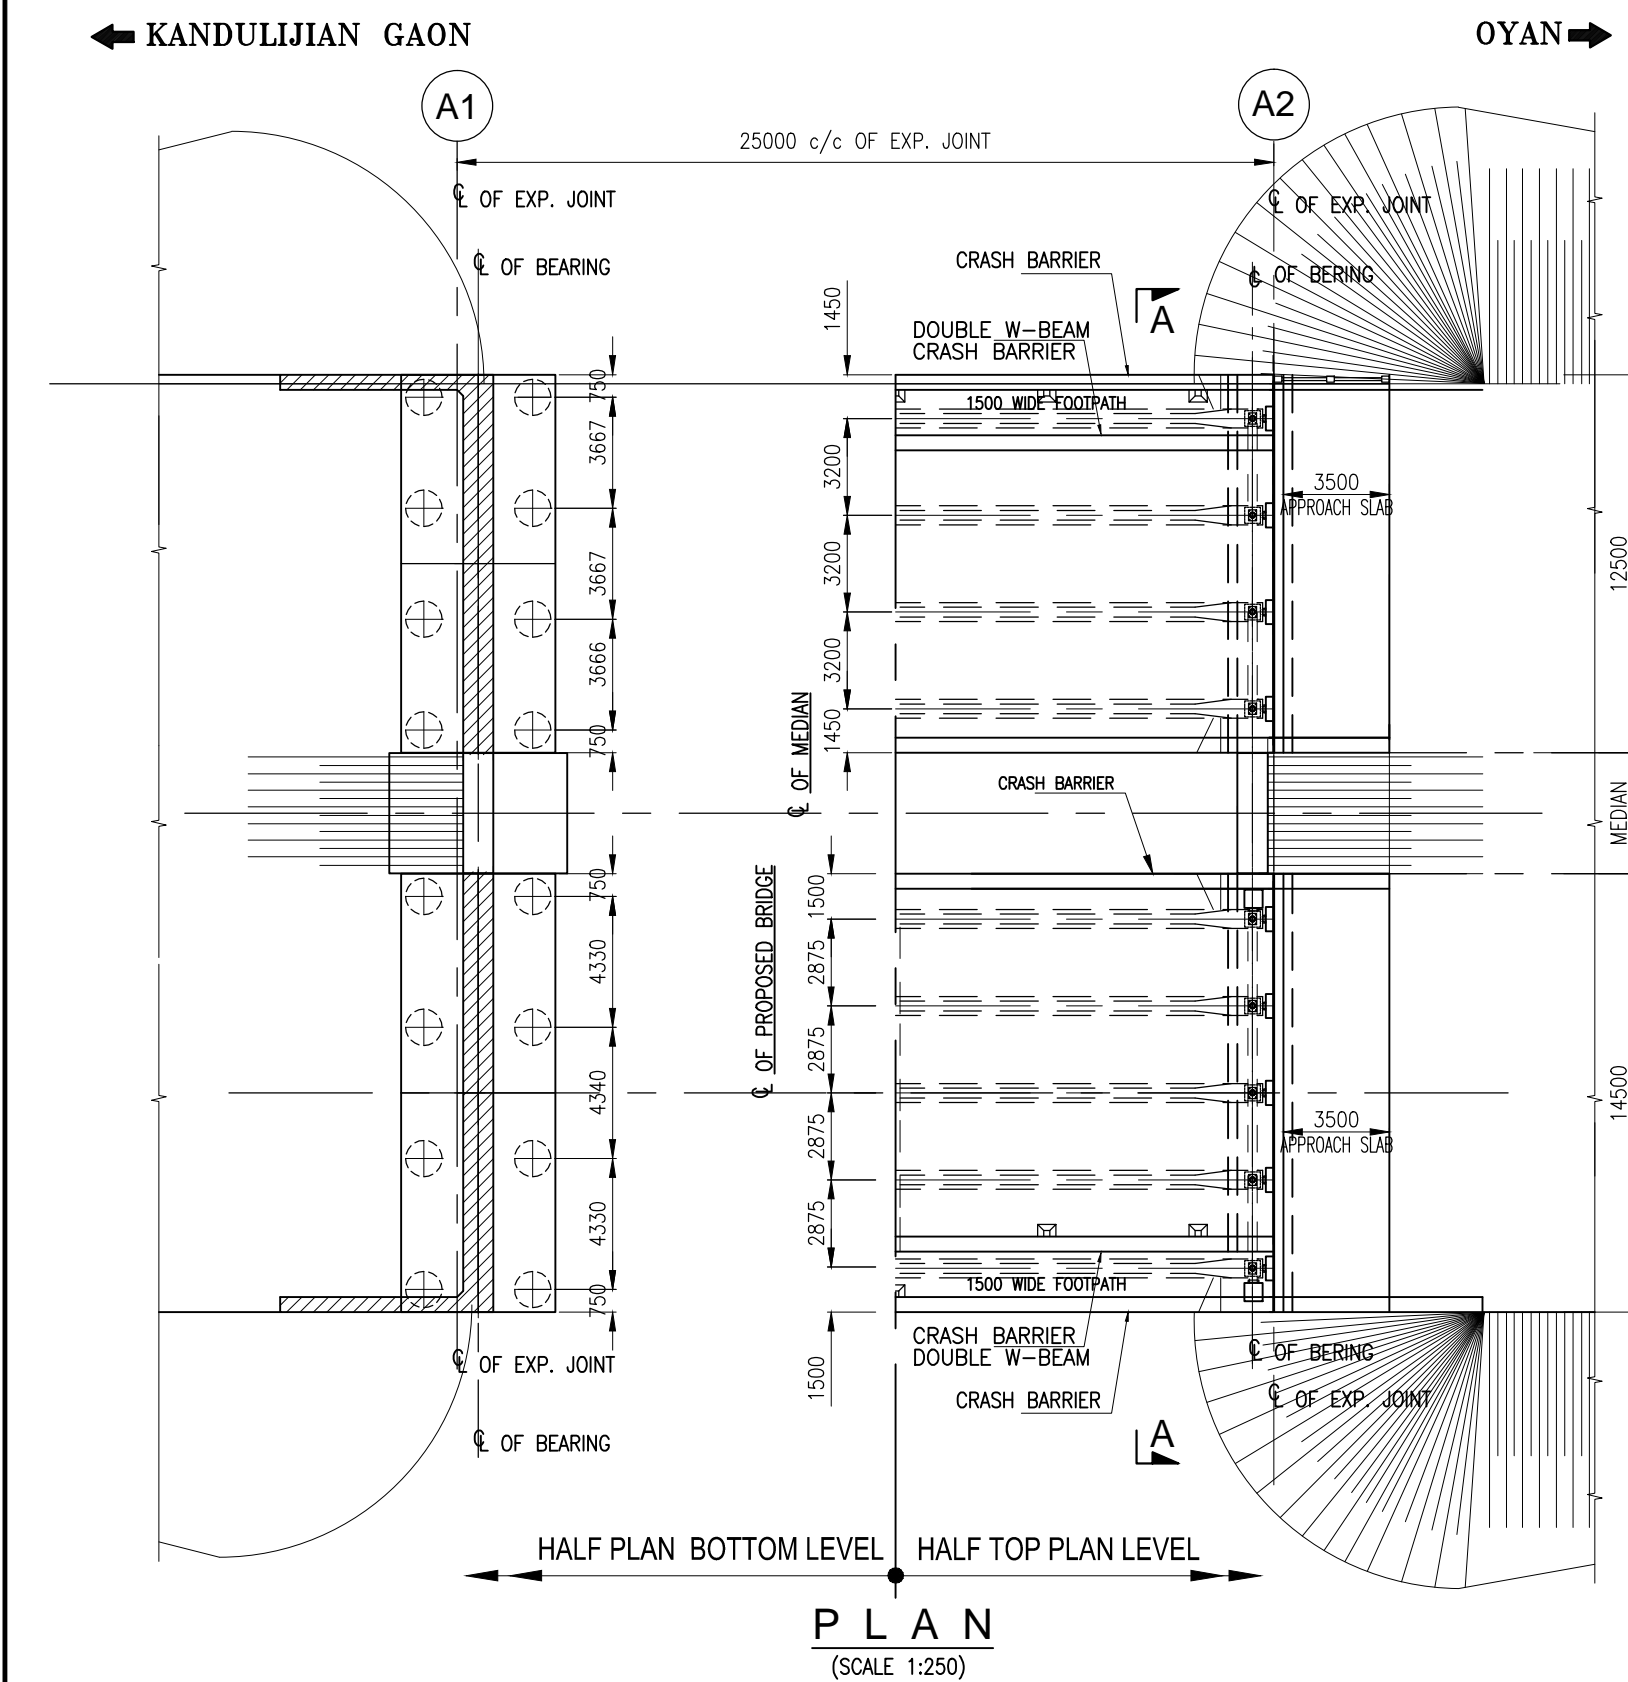 KANDULIJIAN GAON
OYAN
A1
A2
25000 c/c OF EXP. JOINT
℄ OF EXP. JOINT
℄ OF EXP. JOINT
℄ OF BEARING
℄ OF BERING
CRASH BARRIER
A
DOUBLE W-BEAM
CRASH BARRIER
1450
750
1500 WIDE FOOTPATH
3667
3200
3500
APPROACH SLAB
3667
3200
12500
3666
3200
750
1450
℄ OF MEDIAN
CRASH BARRIER
MEDIAN
750
1500
℄ OF PROPOSED BRIDGE
4330
2875
4340
2875
14500
3500
APPROACH SLAB
2875
4330
2875
750
1500 WIDE FOOTPATH
1500
CRASH BARRIER
DOUBLE W-BEAM
℄ OF EXP. JOINT
℄ OF BERING
CRASH BARRIER
℄ OF EXP. JOINT
℄ OF BEARING
A
HALF PLAN BOTTOM LEVEL
HALF TOP PLAN LEVEL
PLAN
(SCALE 1:250)